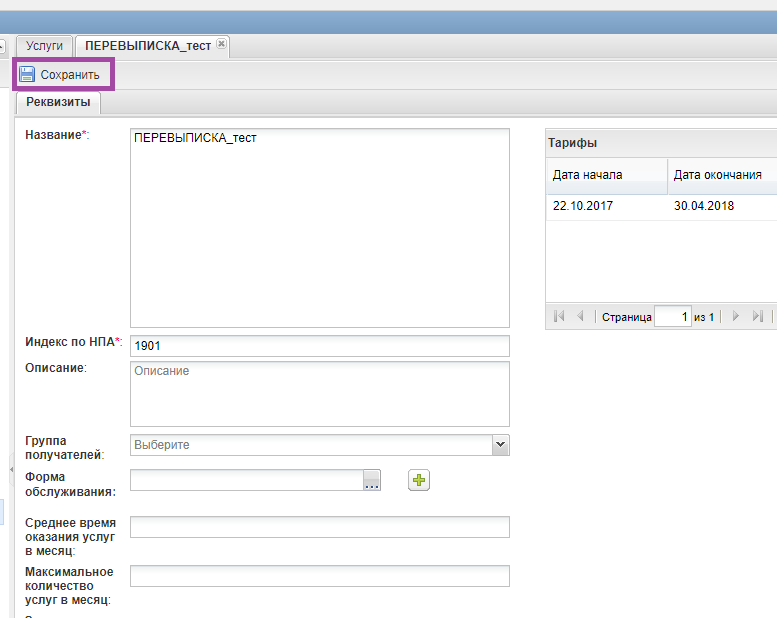 Услуги
ПЕРЕВЫПИСКА_тест
Сохранить
Реквизиты
Название*:
ПЕРЕВЫПИСКА_тест
Тарифы
Дата начала
Дата окончания
22.10.2017
30.04.2018
Страница 1 из 1
Индекс по НПА*:
1901
Описание:
Описание
Группа
получателей:
Выберите
Форма
обслуживания:
...
Среднее время
оказания услуг
в месяц:
Максимальное
количество
услуг в месяц: